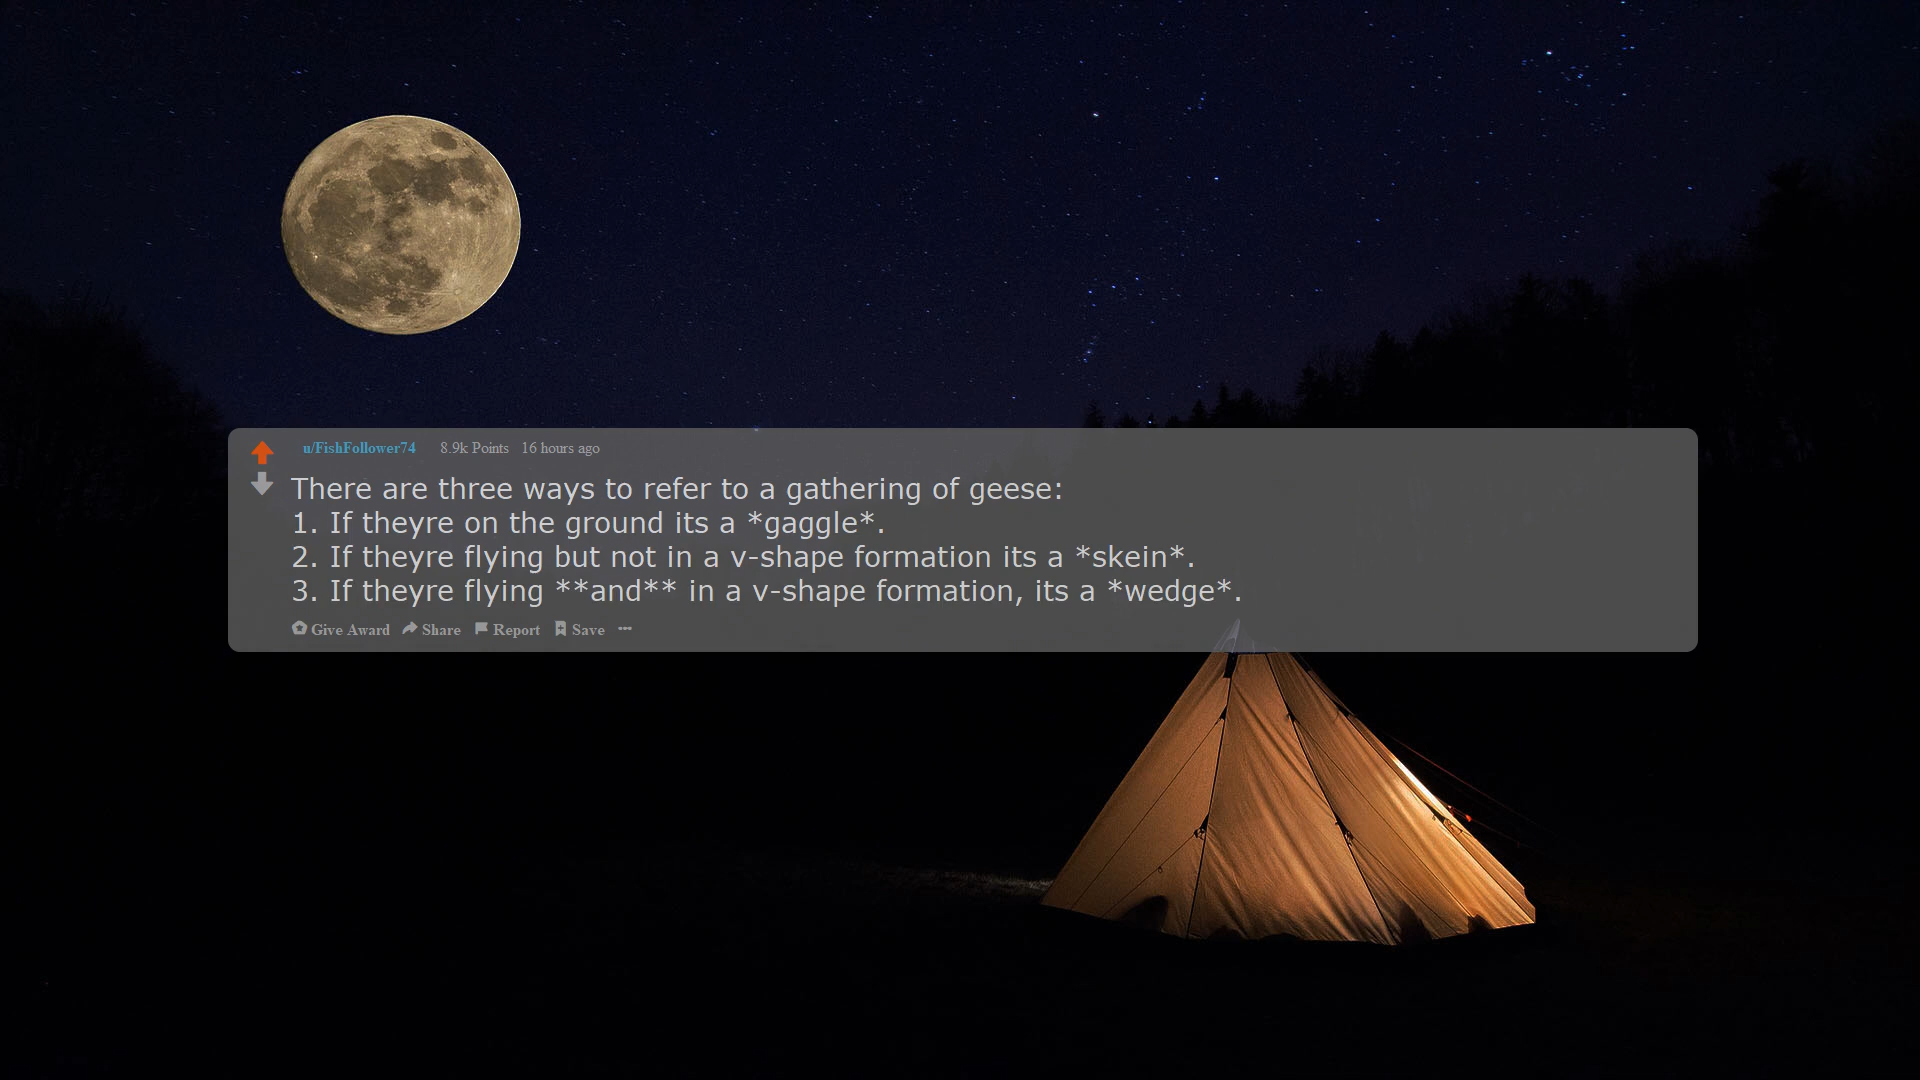 u/FishFollower74 8.9k Points 16 hours ago
There are three ways to refer to a gathering of geese:
1. If theyre on the ground its a *gaggle*.
2. If theyre flying but not in a v-shape formation its a *skein*.
3. If theyre flying **and** in a v-shape formation, its a *wedge*.
Give Award Share Report Save ···